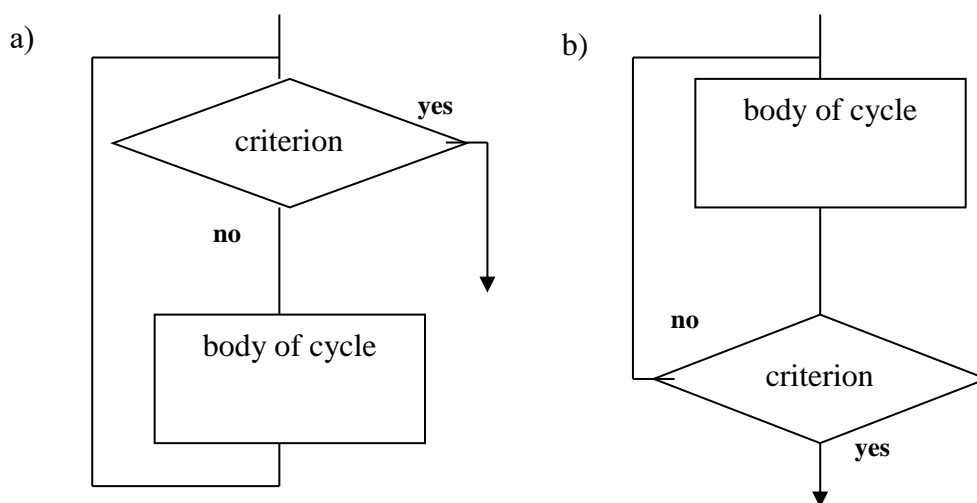 a)
yes
criterion
no
body of cycle
b)
body of cycle
no
criterion
yes